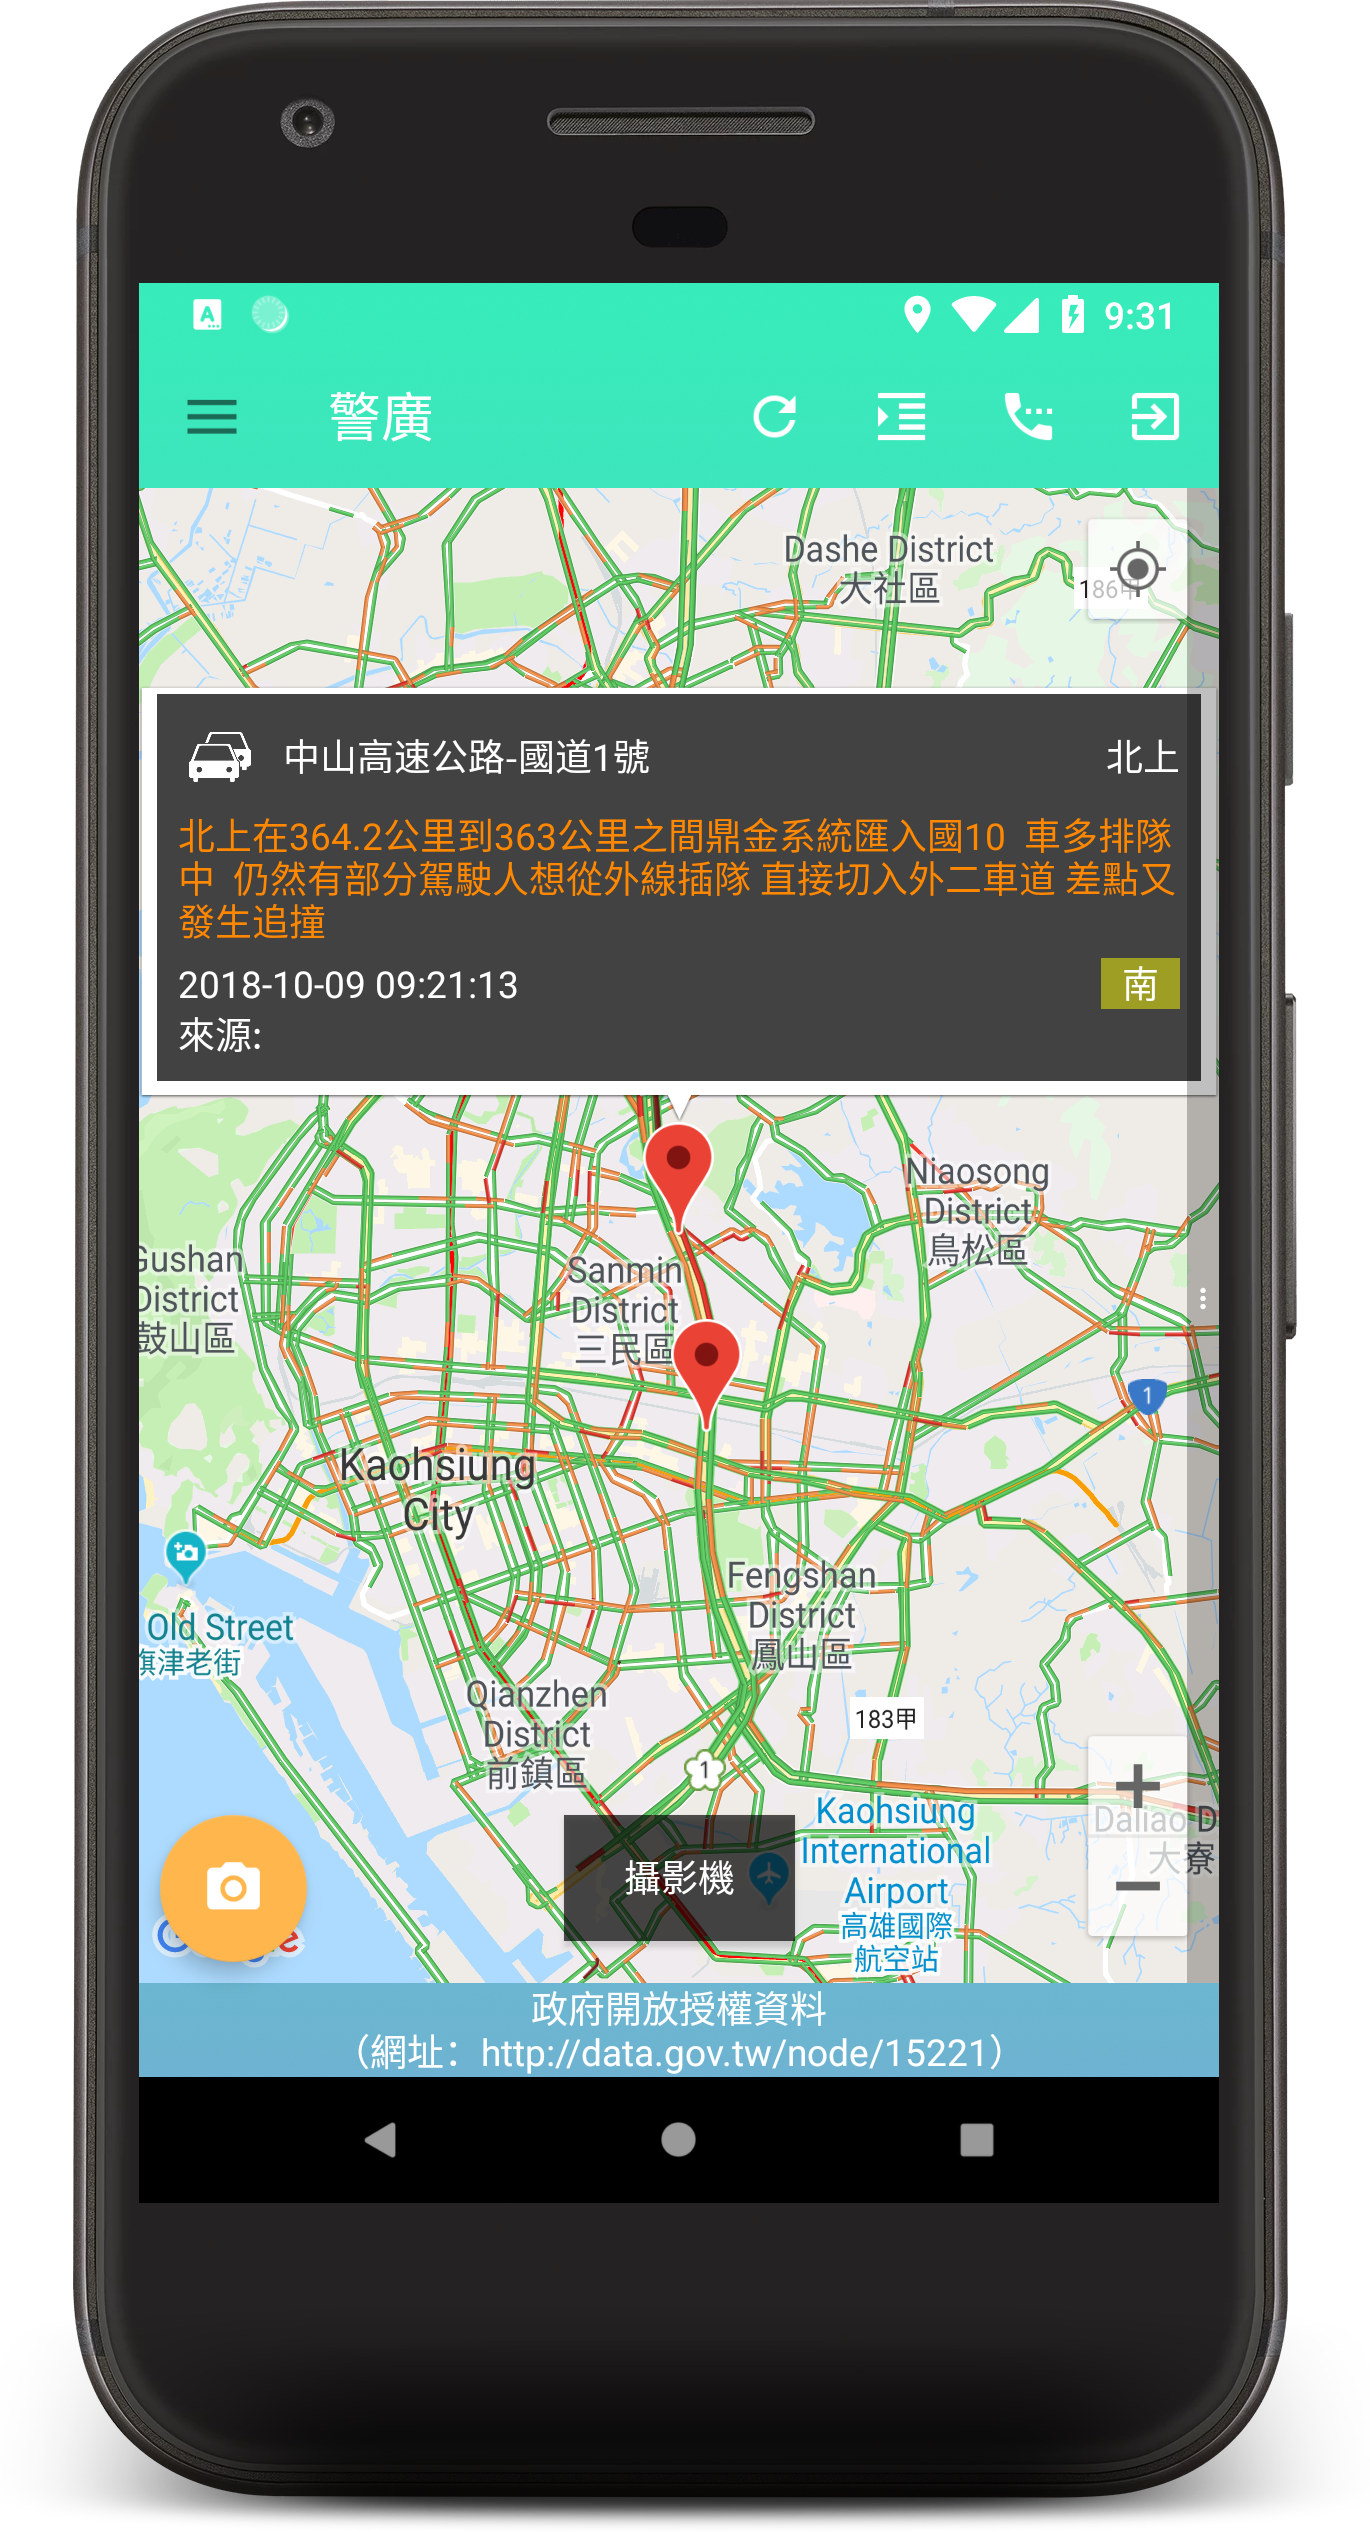 9:31
警廣
Dashe District
大社區
186甲
中山高速公路-國道1號
北上
北上在364.2公里到363公里之間鼎金系統匯入國10 車多排隊
中 仍然有部分駕駛人想從外線插隊 直接切入外二車道 差點又
發生追撞
2018-10-09 09:21:13
南
來源:
Niaosong
District
鳥松區
Gushan
District
鼓山區
Sanmin
District
三民區
1
Kaohsiung
City
Old Street
旗津老街
Fengshan
District
鳳山區
Qianzhen
District
前鎮區
183甲
1
Kaohsiung
International
Airport
高雄國際
航空站
Daliao D
大寮
攝影機
政府開放授權資料
（網址：http://data.gov.tw/node/15221）